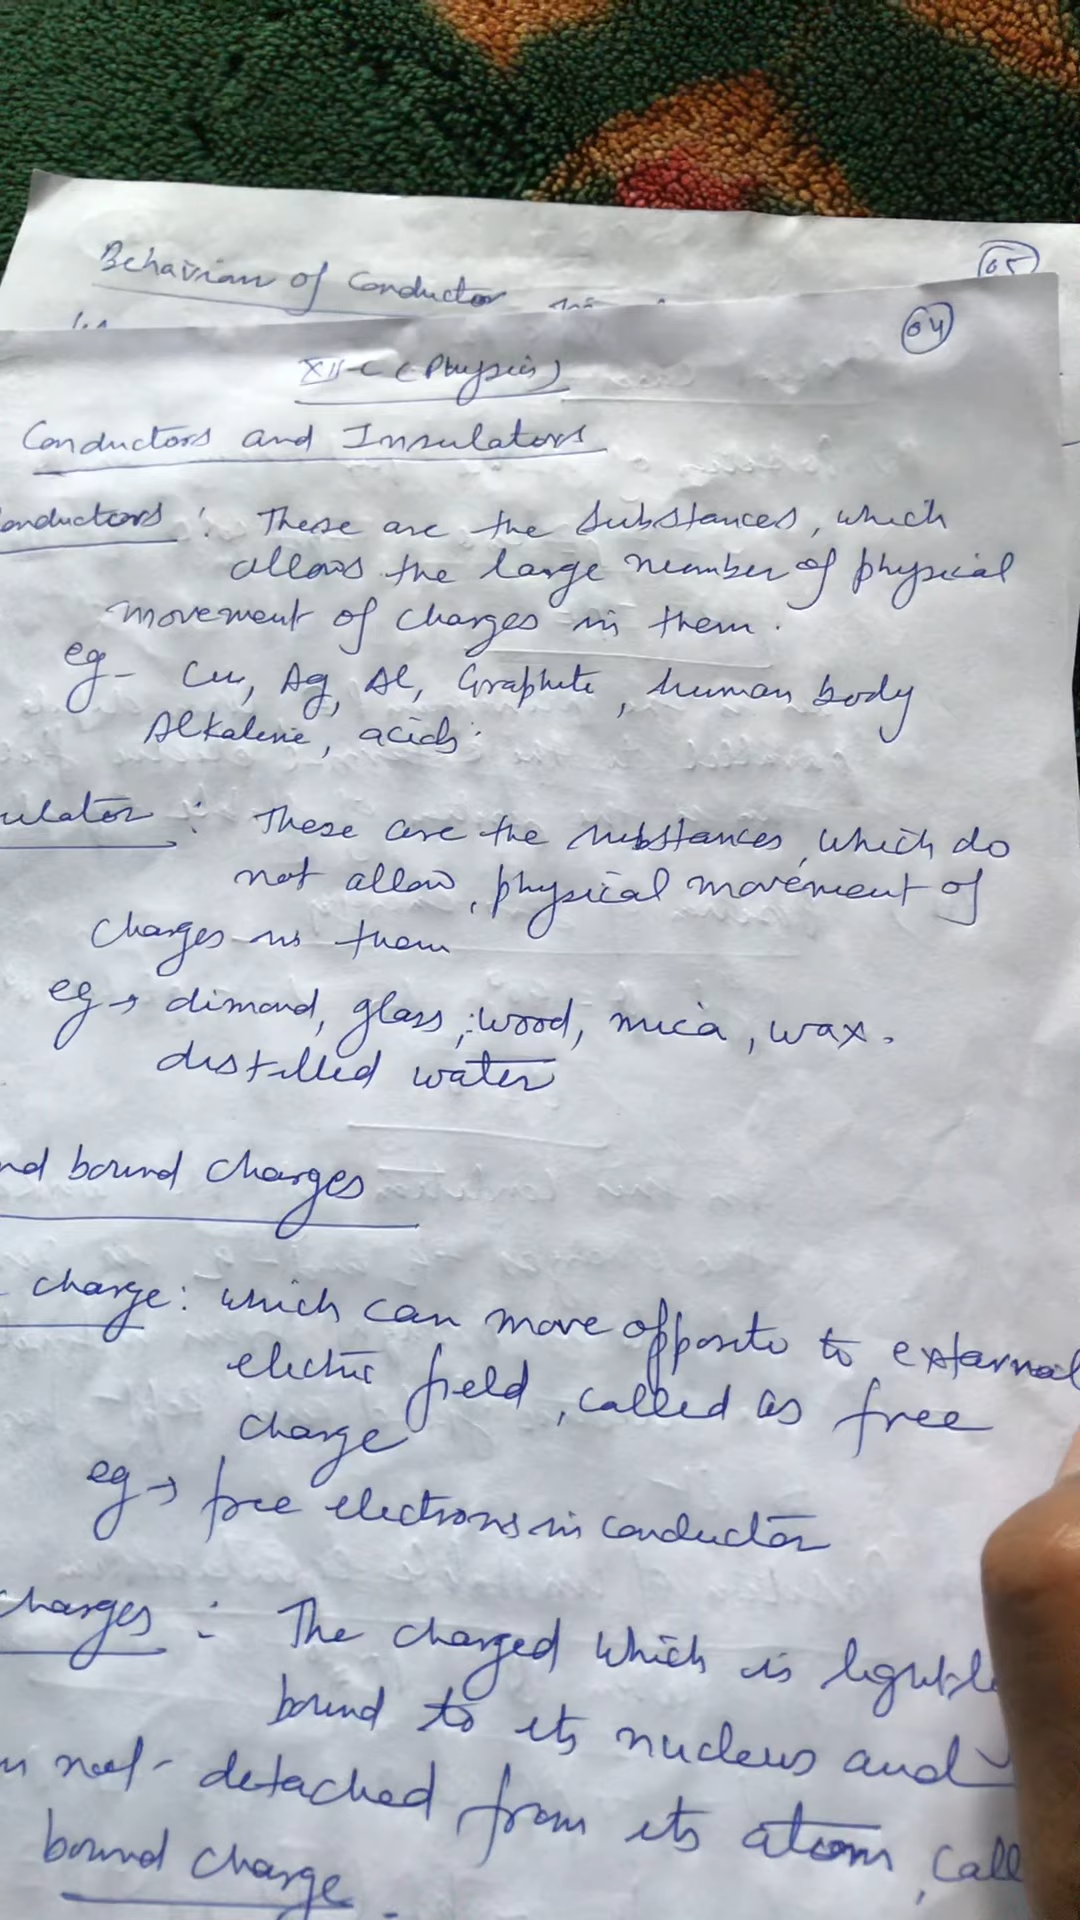 Behaviour of Conductor
05
04
XII-C (Physics)
Conductors and Insulators
onductors : These are the substances, which
allows the large number of physical
movement of charges in them.
eg- Cu, Ag, Al, Graphite, human body
Alkaline, acids.
ulator : These are the substances, which do
not allow, physical movement of
charges in them
eg → dimond, glass, wood, mica, wax.
distilled water
nd bound charges
charge : which can move opposite to external
electric field, called as free
charge
eg → free electrons in conductor
charges : The charged which is
bound to its nucleus and
not detached from its atom, call
bound charge.